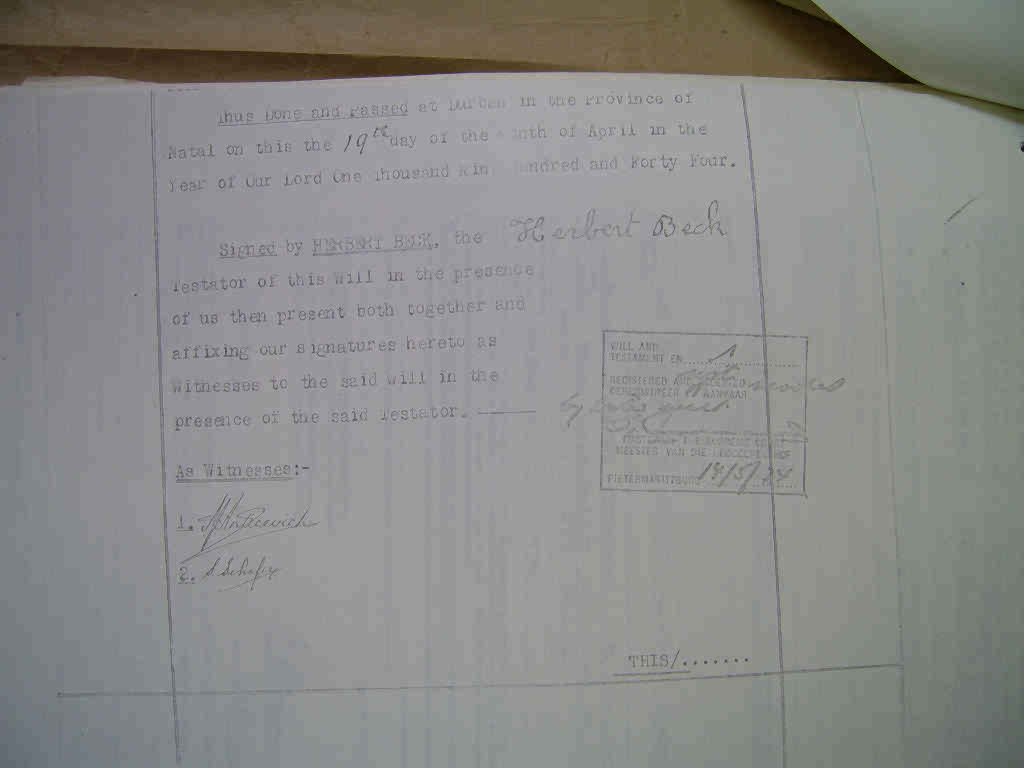 Thus Done and Passed at Durban in the Province of
Natal on this the 19th day of the month of April in the
Year of Our Lord One Thousand Nine Hundred and Forty Four.
Signed by HERBERT BECK, the Herbert Beck
Testator of this Will in the presence
of us then present both together and
affixing our signatures hereto as
Witnesses to the said Will in the
presence of the said Testator.
WILL AND
TESTAMENT EN
REGISTERED AND
GEREGISTREER AANVAAR
MEESTER VAN DIE HOF
PIETERMARITZBURG
As Witnesses:-
1.
2.
THIS/.......